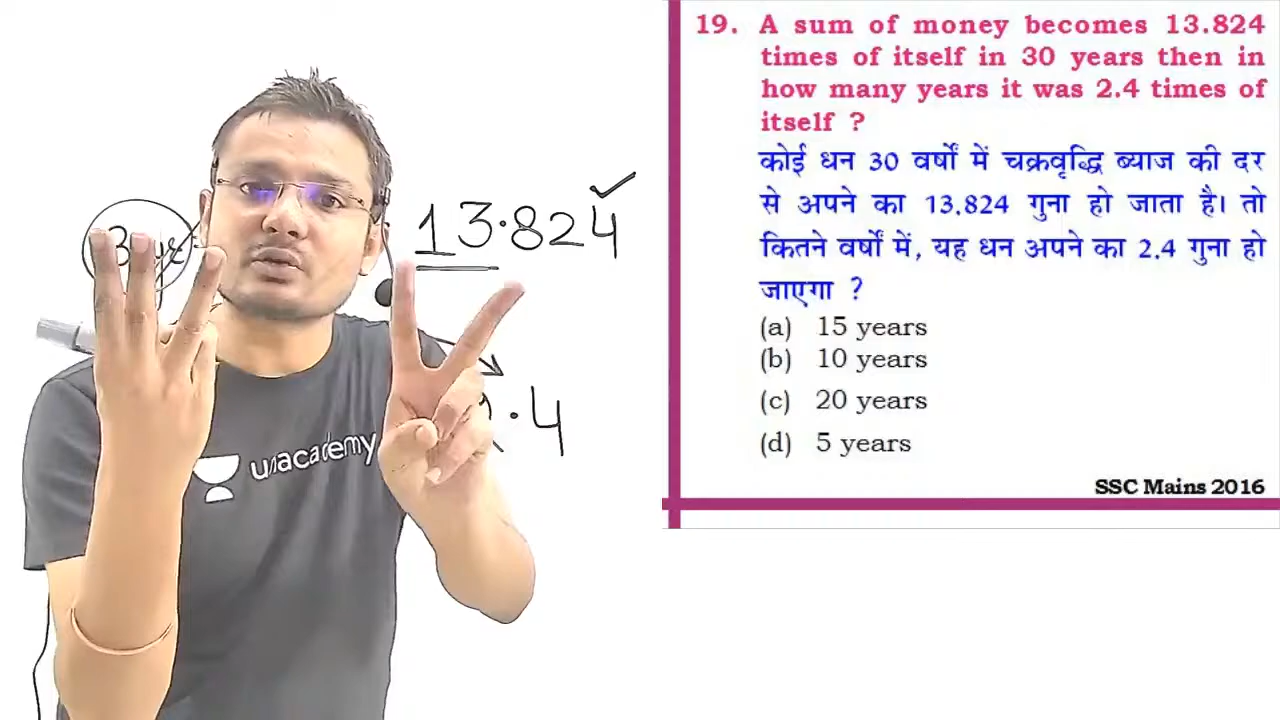 19. A sum of money becomes 13.824
times of itself in 30 years then in
how many years it was 2.4 times of
itself ?
कोई धन 30 वर्षों में चक्रवृद्धि ब्याज की दर
से अपने का 13.824 गुना हो जाता है। तो
कितने वर्षों में, यह धन अपने का 2.4 गुना हो
जाएगा ?
(a) 15 years
(b) 10 years
(c) 20 years
(d) 5 years
SSC Mains 2016
13.824
.4
unacademy